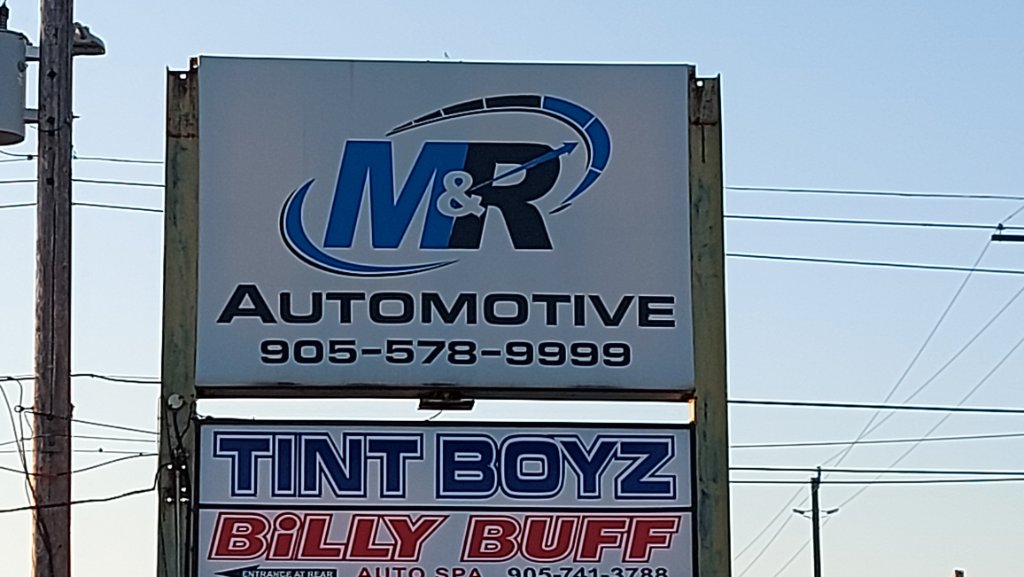 M&R
AUTOMOTIVE
905-578-9999
TINT BOYZ
BiLLY BUFF
ENTRANCE AT REAR AUTO SPA 905-741-3788